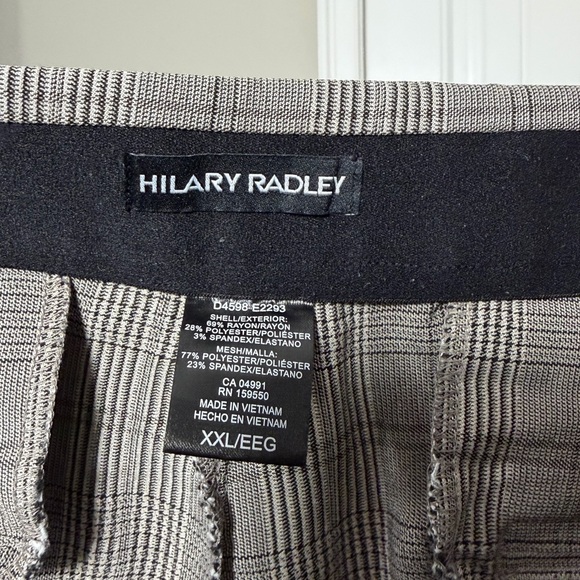 HILARY RADLEY
D4598-E2293
SHELL/EXTERIOR:
69% RAYON/RAYÓN
28% POLYESTER/POLIÉSTER
3% SPANDEX/ELASTANO
MESH/MALLA:
77% POLYESTER/POLIÉSTER
23% SPANDEX/ELASTANO
CA 04991
RN 159550
MADE IN VIETNAM
HECHO EN VIETNAM
XXL/EEG